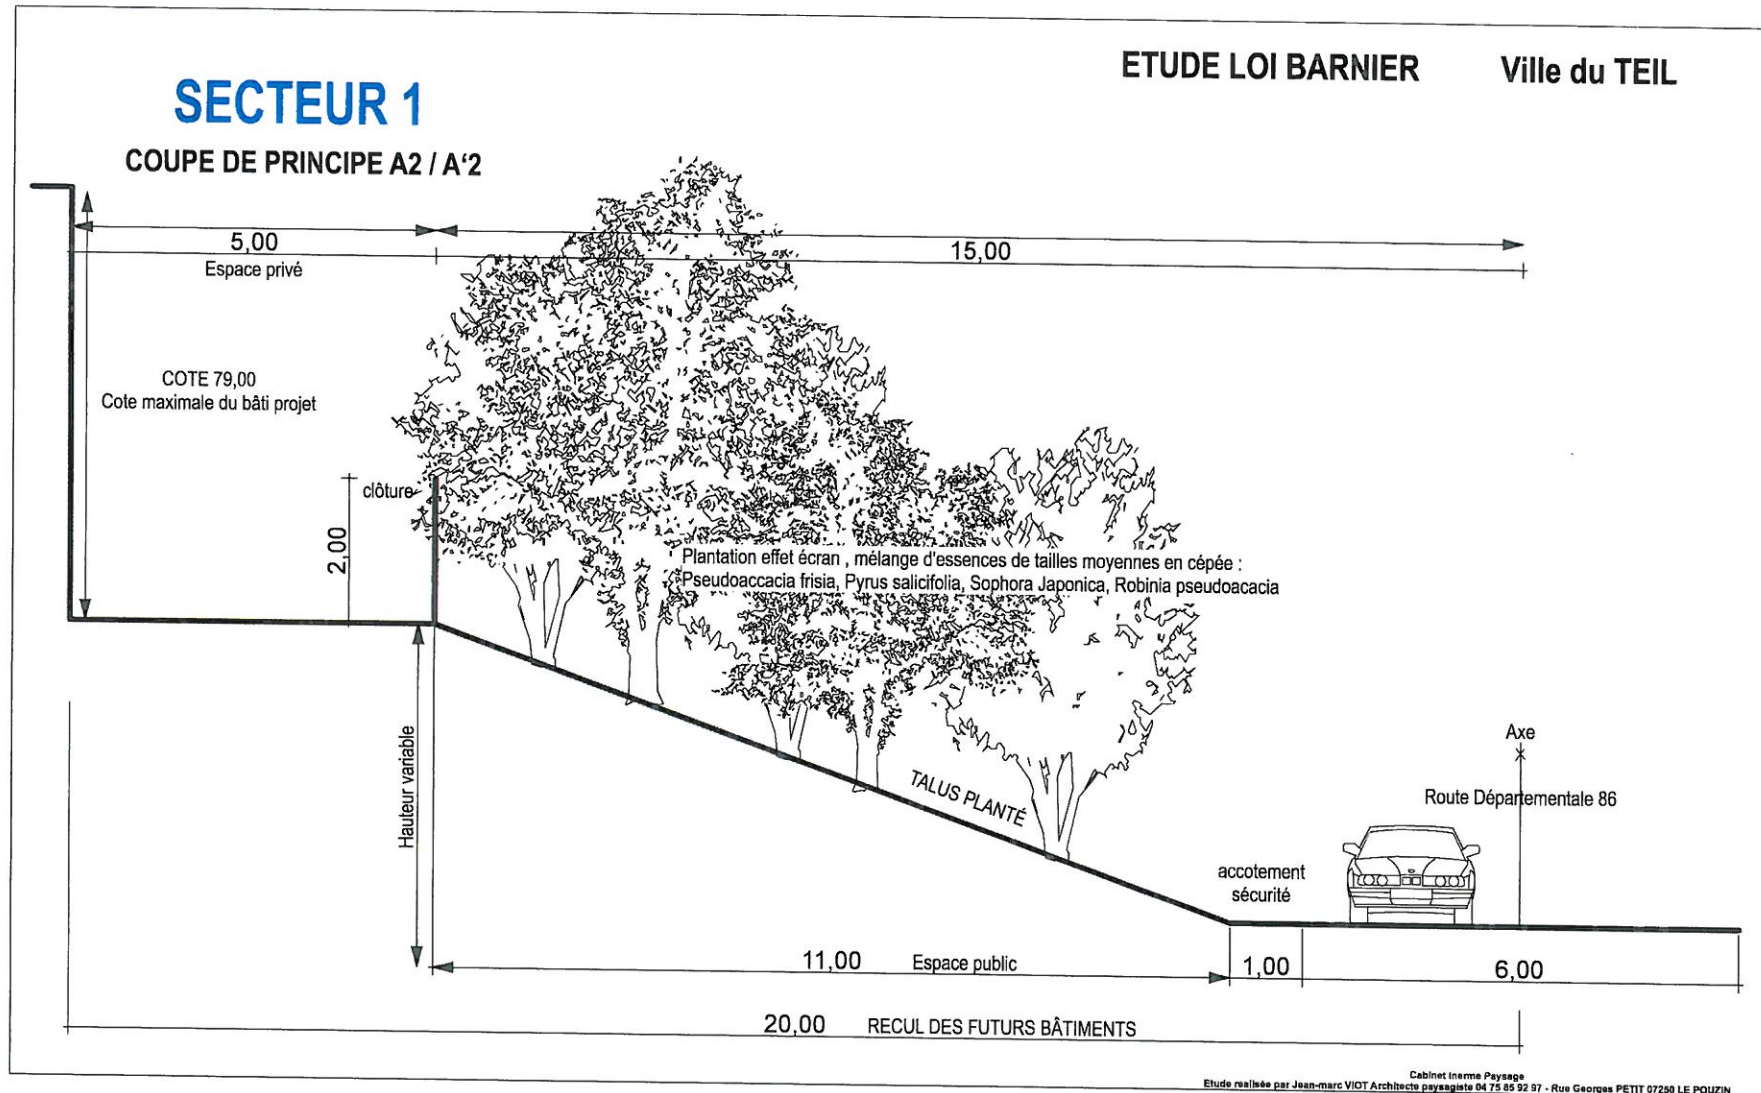 ETUDE LOI BARNIER Ville du TEIL
SECTEUR 1
COUPE DE PRINCIPE A2 / A‘2
5,00
15,00
Espace privé
COTE 79,00
Cote maximale du bâti projet
clôture
2,00
Plantation effet écran , mélange d'essences de tailles moyennes en cépée :
Pseudoaccacia frisia, Pyrus salicifolia, Sophora Japonica, Robinia pseudoacacia
Hauteur variable
TALUS PLANTÉ
Axe
Route Départementale 86
accotement
sécurité
11,00 Espace public
1,00
6,00
20,00 RECUL DES FUTURS BÂTIMENTS
Cabinet Inerme Paysage
Etude realisée par Jean-marc VIOT Architecte paysagiste 04 75 85 92 97 - Rue Georges PETIT 07250 LE POUZIN